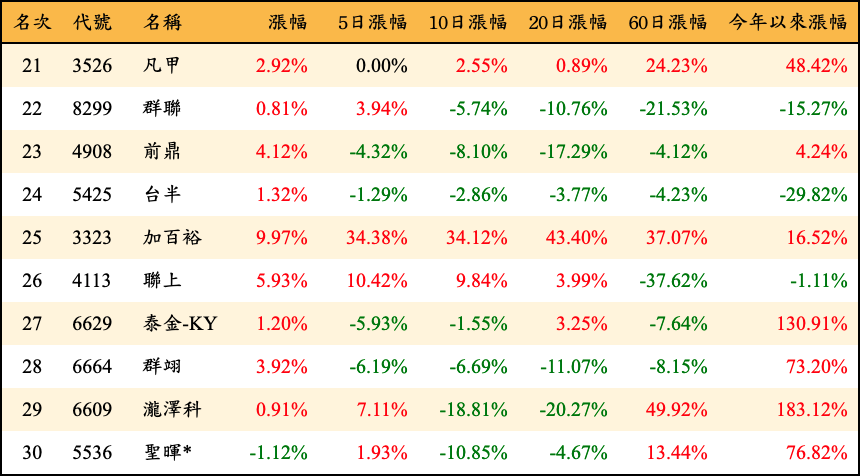 名次 代號 名稱 漲幅 5日漲幅 10日漲幅 20日漲幅 60日漲幅 今年以來漲幅
21 3526 凡甲 2.92% 0.00% 2.55% 0.89% 24.23% 48.42%
22 8299 群聯 0.81% 3.94% -5.74% -10.76% -21.53% -15.27%
23 4908 前鼎 4.12% -4.32% -8.10% -17.29% -4.12% 4.24%
24 5425 台半 1.32% -1.29% -2.86% -3.77% -4.23% -29.82%
25 3323 加百裕 9.97% 34.38% 34.12% 43.40% 37.07% 16.52%
26 4113 聯上 5.93% 10.42% 9.84% 3.99% -37.62% -1.11%
27 6629 泰金-KY 1.20% -5.93% -1.55% 3.25% -7.64% 130.91%
28 6664 群翊 3.92% -6.19% -6.69% -11.07% -8.15% 73.20%
29 6609 瀧澤科 0.91% 7.11% -18.81% -20.27% 49.92% 183.12%
30 5536 聖暉* -1.12% 1.93% -10.85% -4.67% 13.44% 76.82%